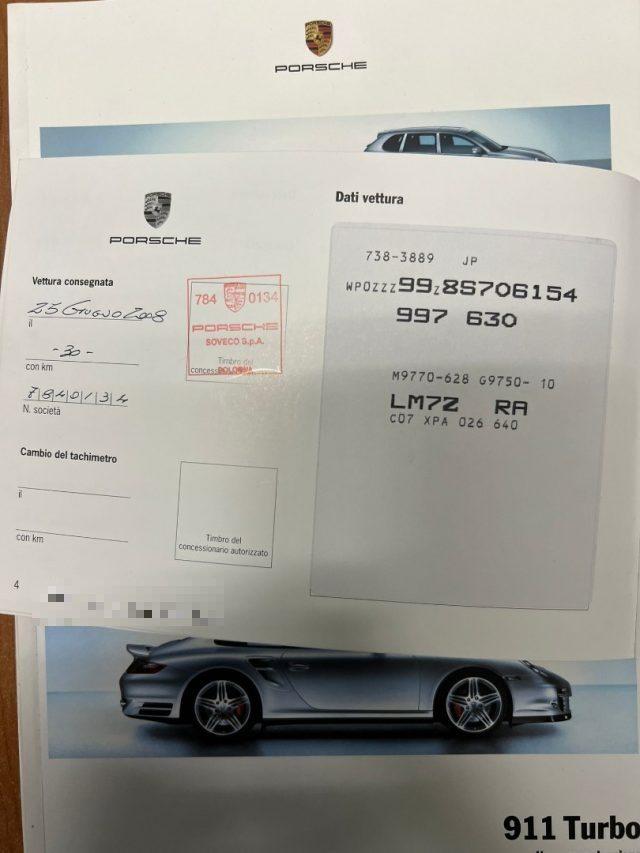 PORSCHE
PORSCHE
Dati vettura
738-3889 JP
WP0ZZZ99Z8S706154
997 630
M9770-628 G9750- 10
LM7Z RA
C07 XPA 026 640
Vettura consegnata
25 Giugno 2008
il
-30-
con km
7840134
N. società
784 0134
PORSCHE
SOVECO S.p.A.
BOLOGNA
Timbro del
Cambio del tachimetro
il
con km
Timbro del
concessionario autorizzato
4
911 Turbo